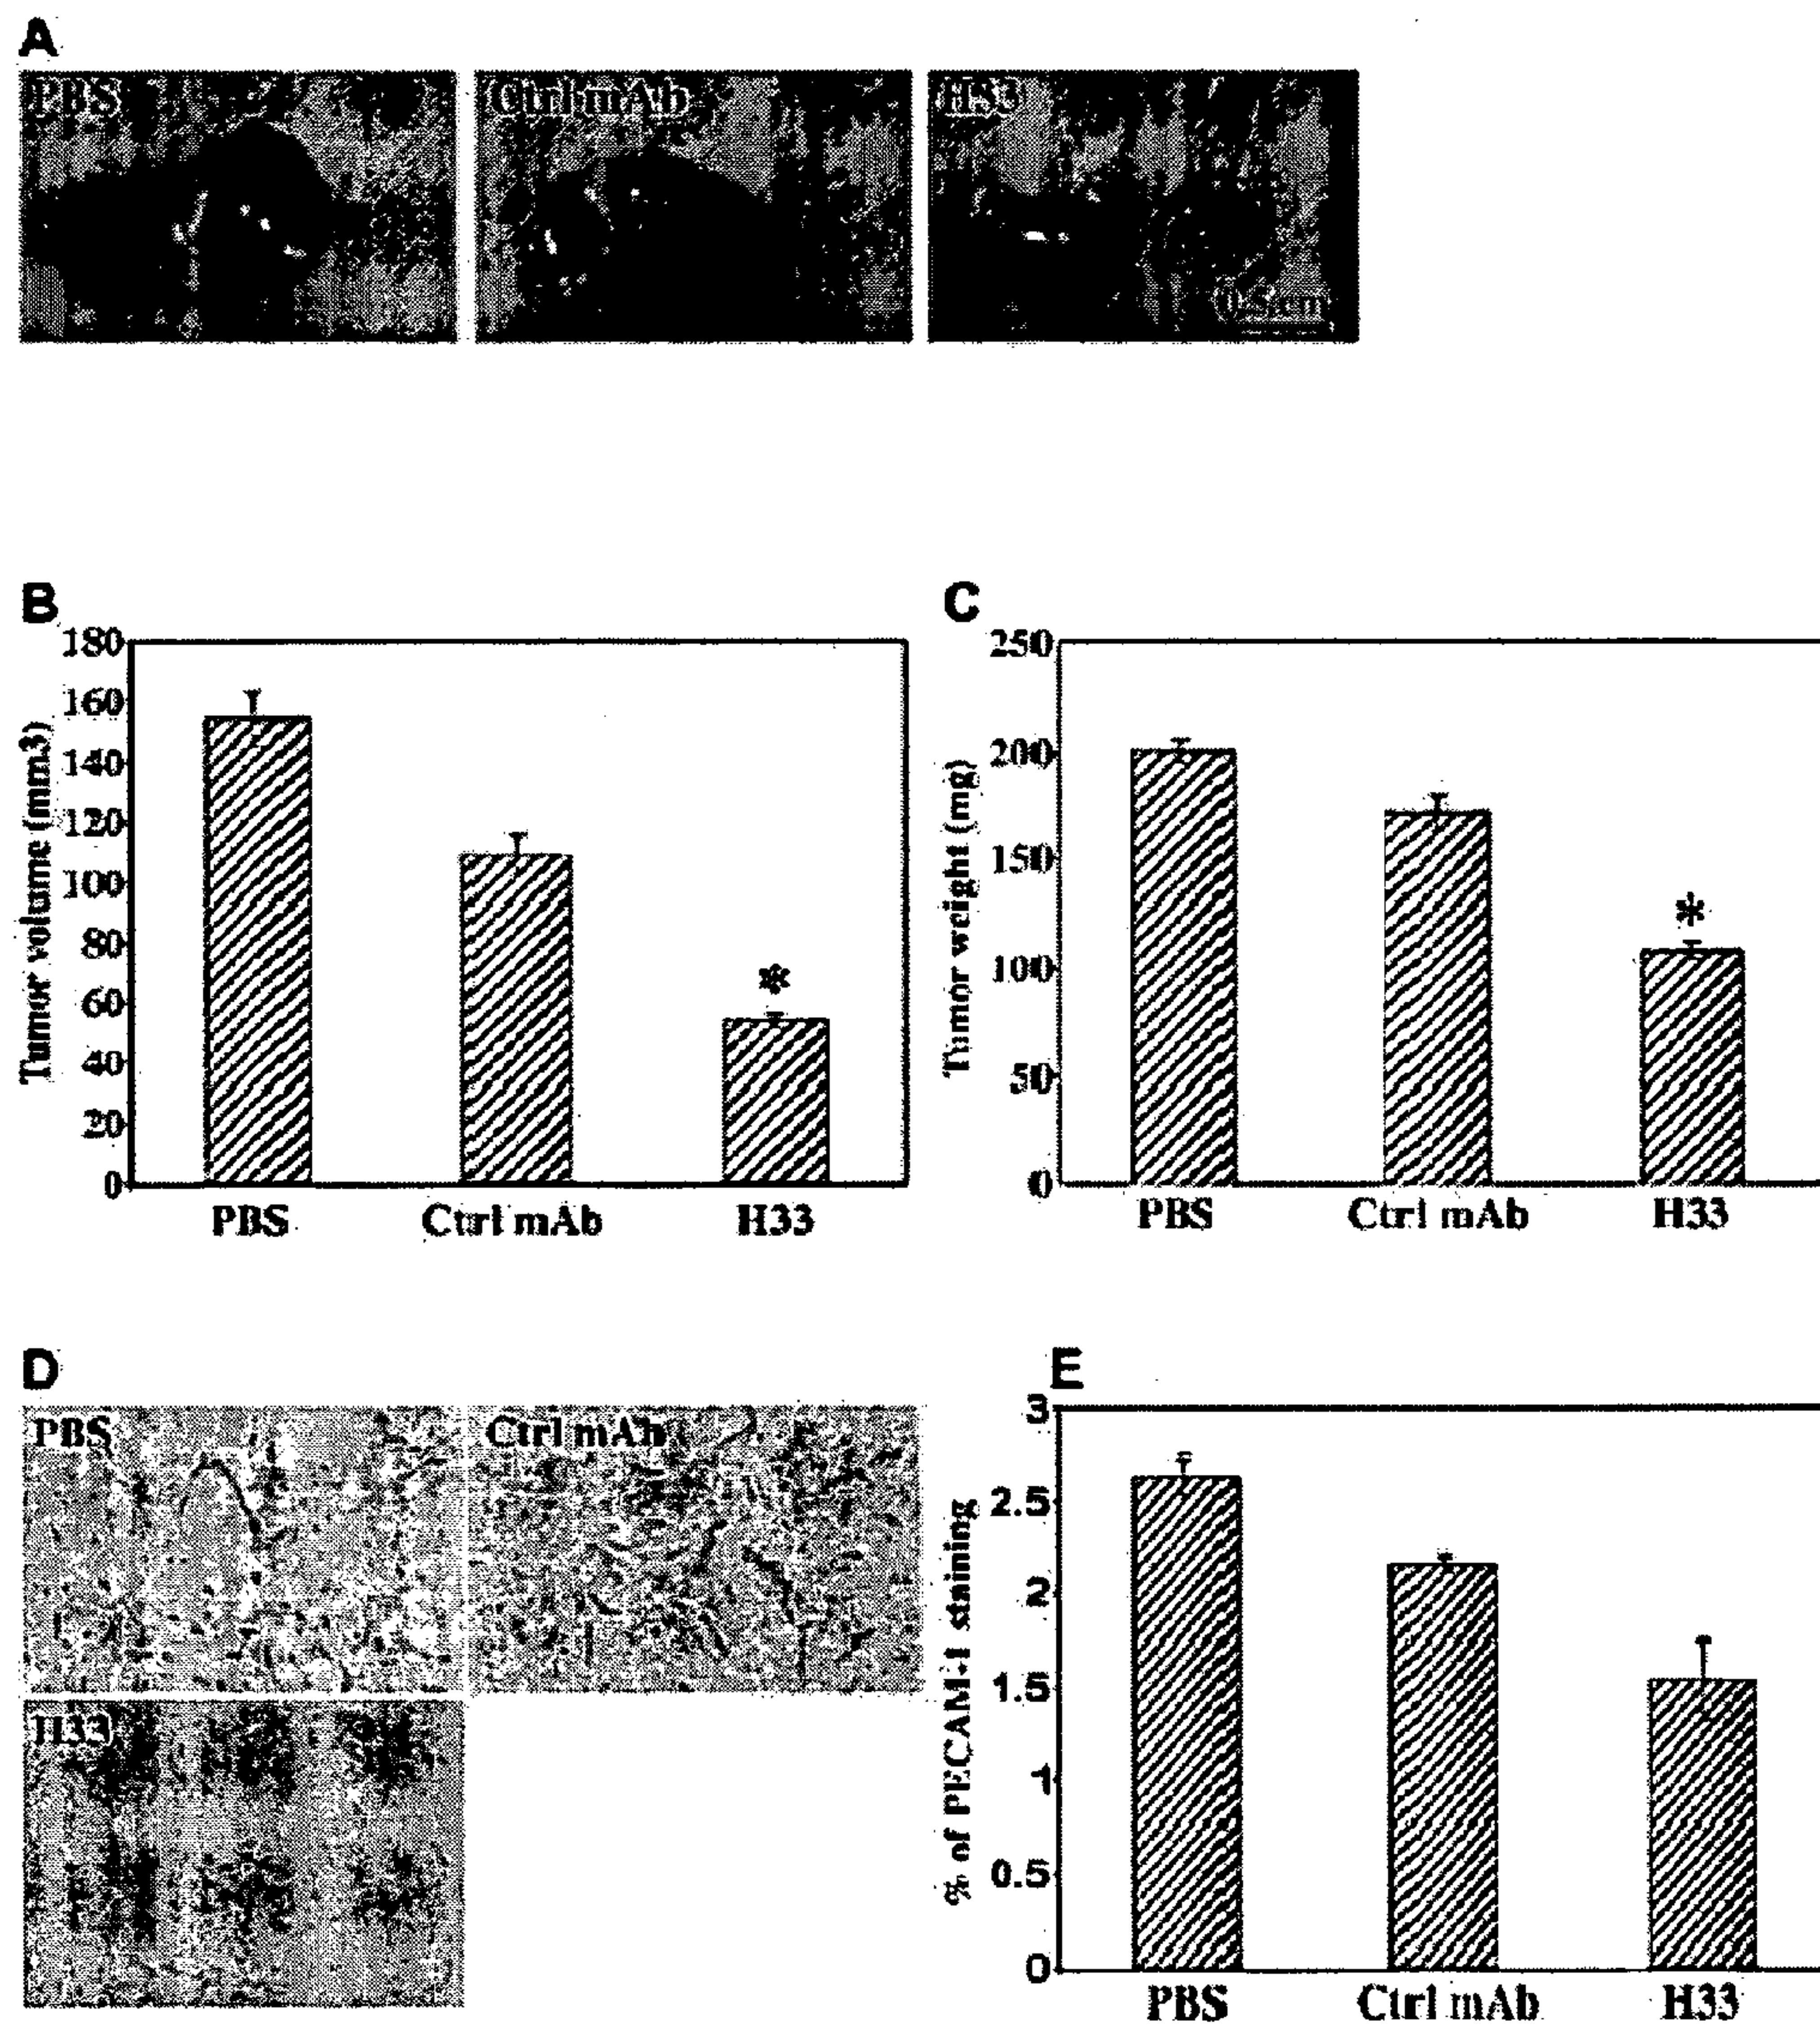 A
PBS
Ctrl mAb
H33
0.5 cm
B
180
160
140
120
100
80
60
40
20
0
Tumor volume (mm3)
*
PBS
Ctrl mAb
H33
C
250
200
150
100
50
0
Tumor weight (mg)
*
PBS
Ctrl mAb
H33
D
PBS
Ctrl mAb
H33
E
3
2.5
2
1.5
1
0.5
0
% of PECAM-1 staining
PBS
Ctrl mAb
H33